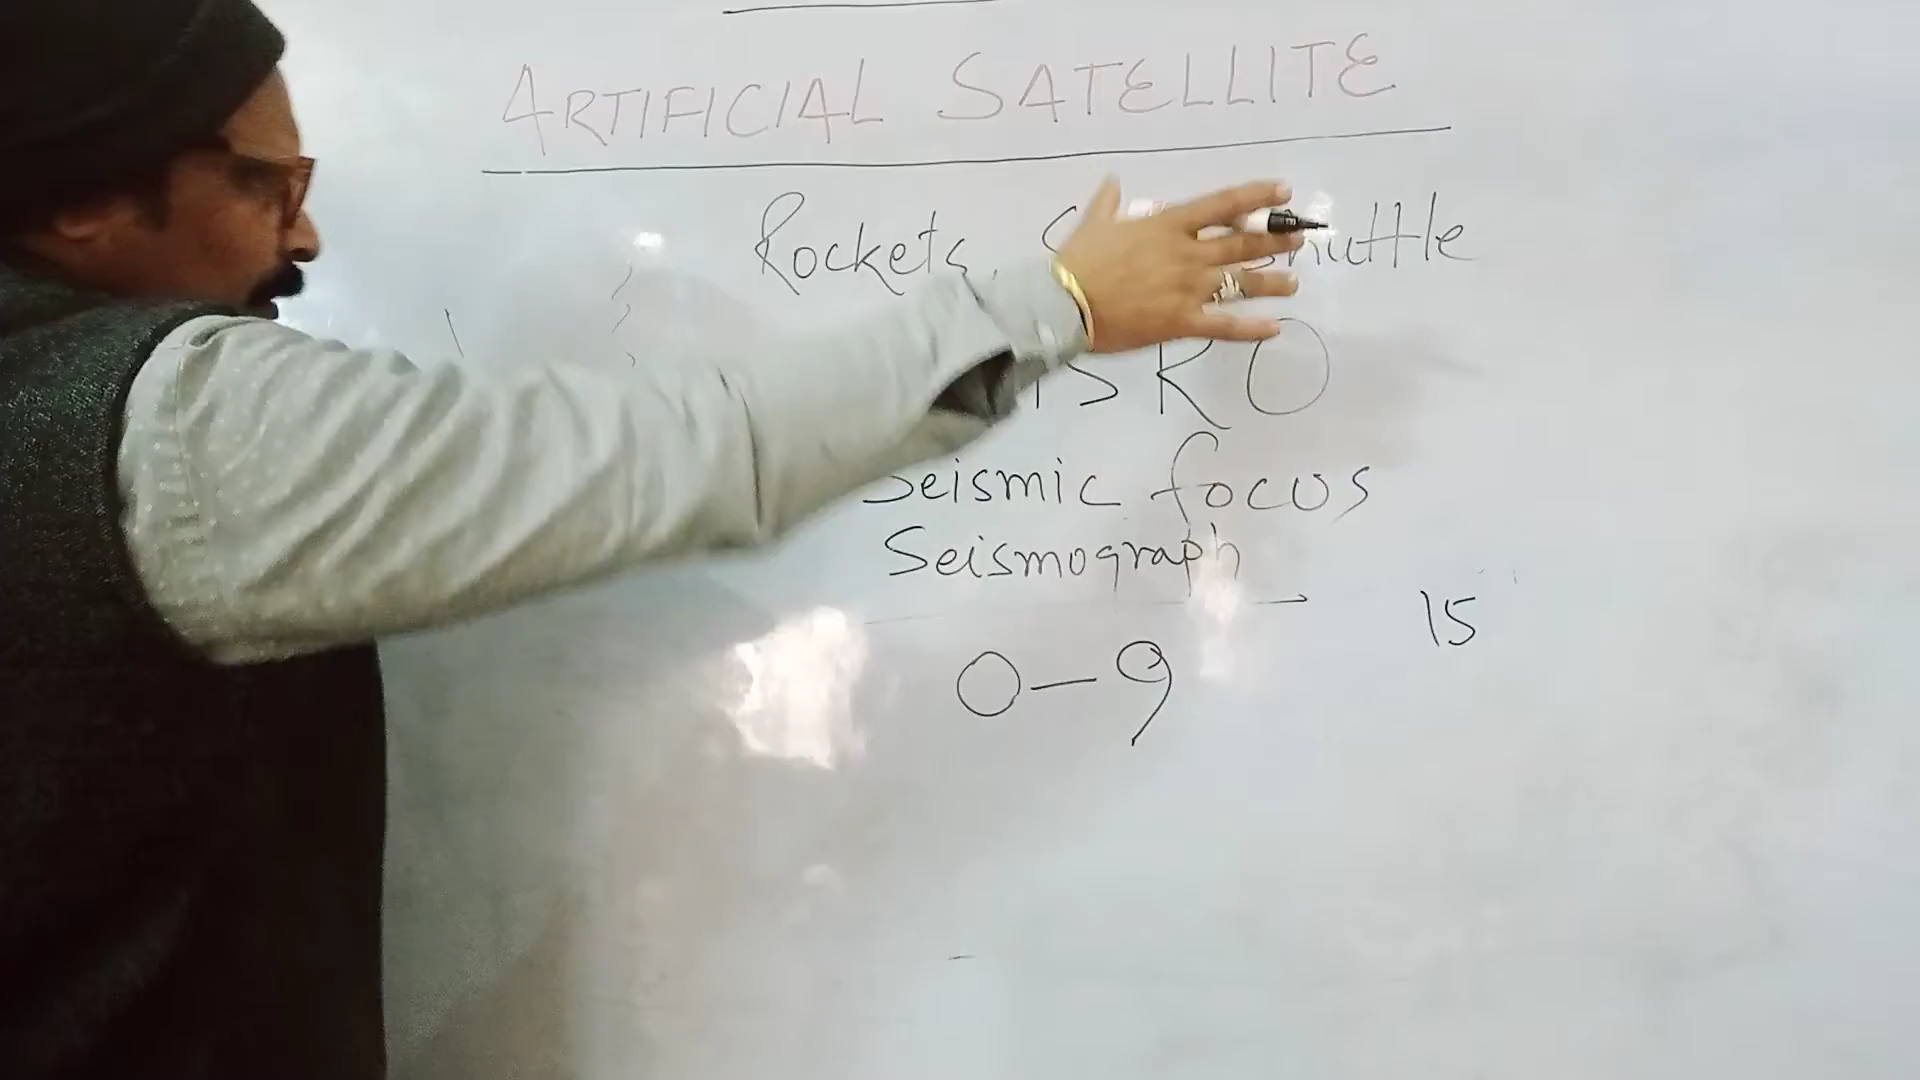 ARTIFICIAL SATELLITE
Rockets, Shuttle
ISRO
Seismic focus
Seismograph
15
0-9